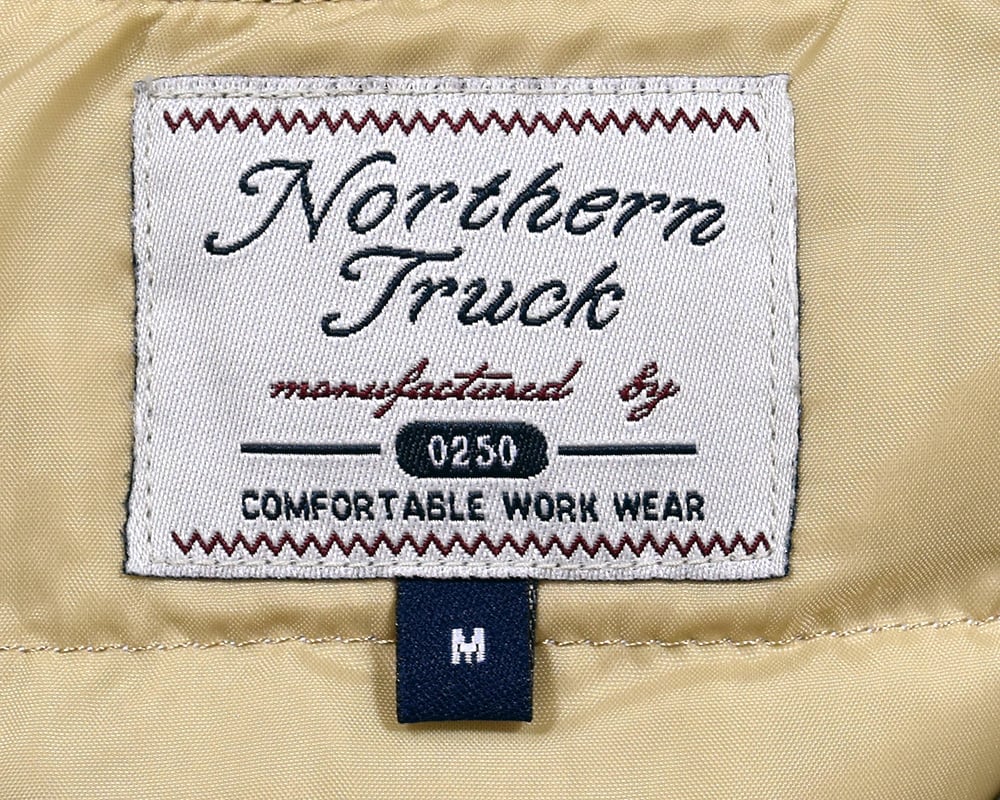 Northern
Truck
manufactured by
0250
COMFORTABLE WORK WEAR
M